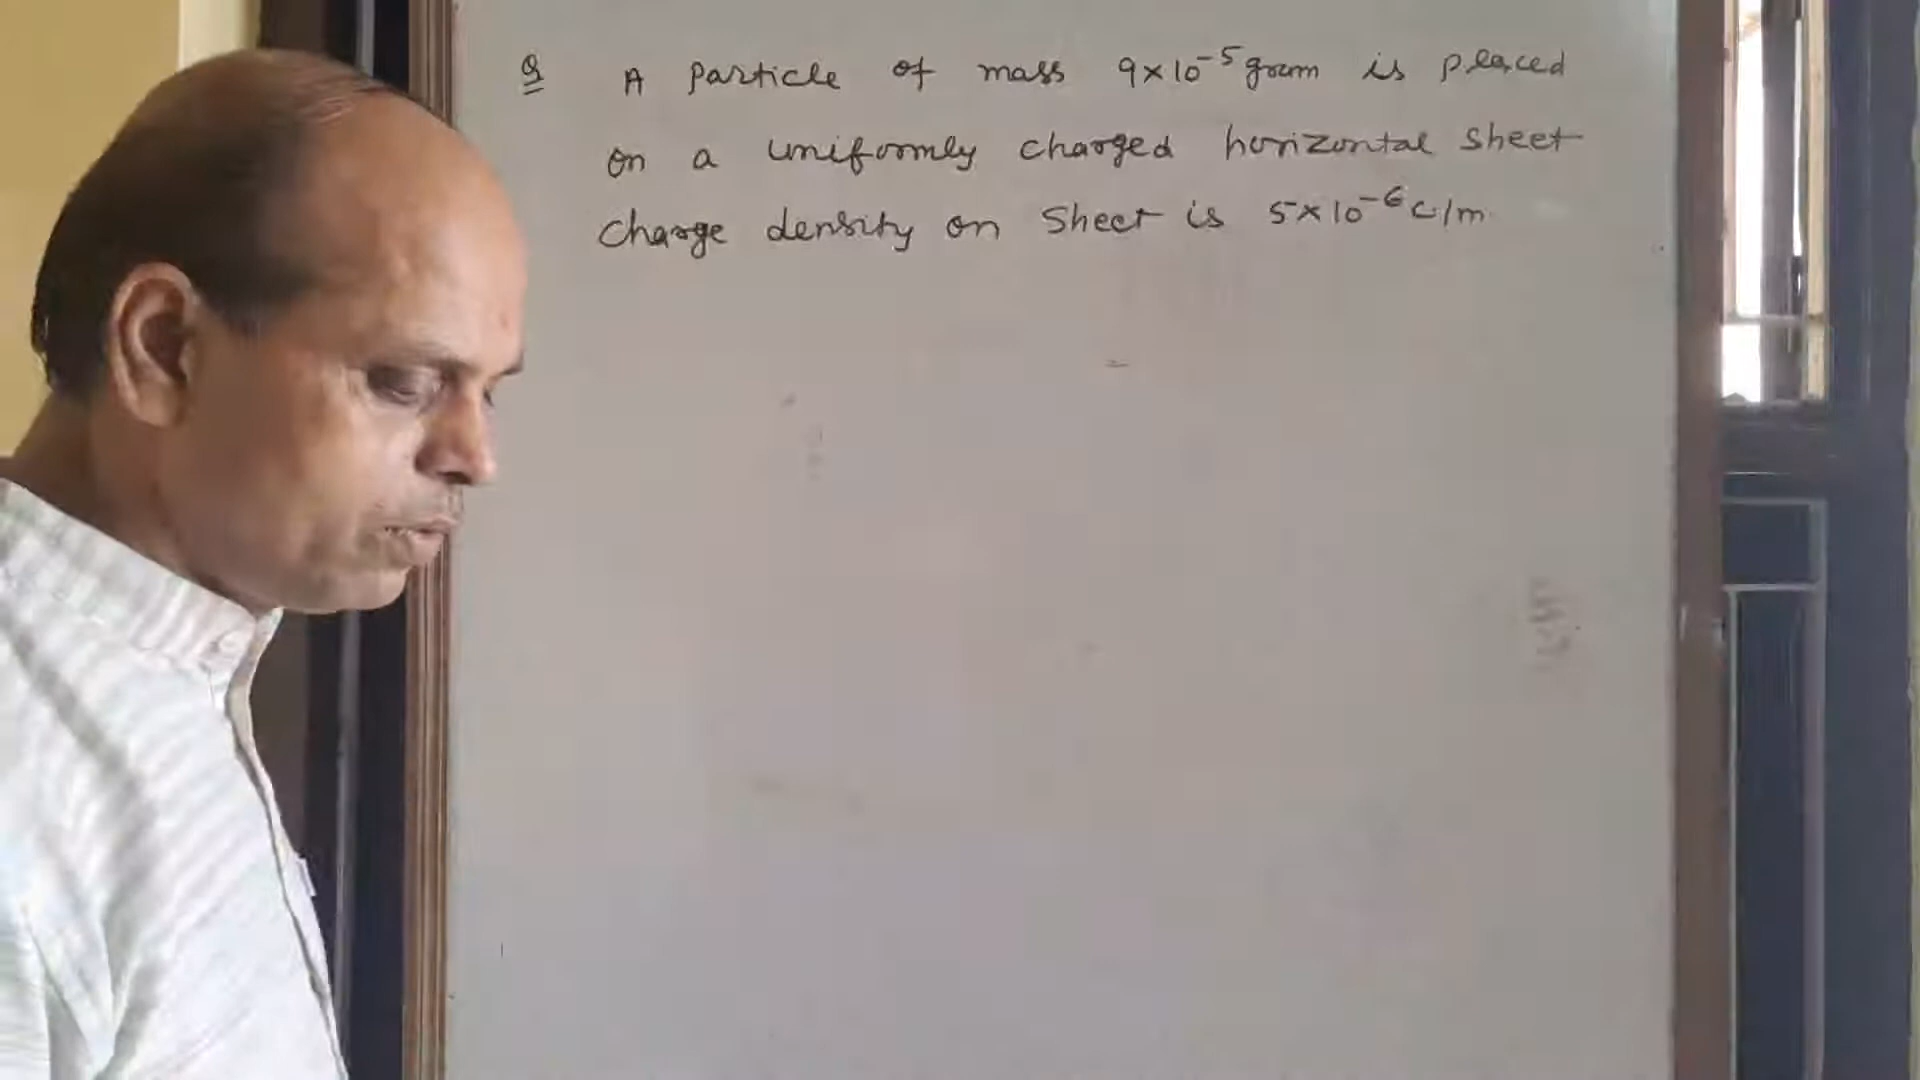 Q A particle of mass 9×10⁻⁵ gram is placed
on a uniformly charged horizontal sheet
charge density on sheet is 5×10⁻⁶ C/m